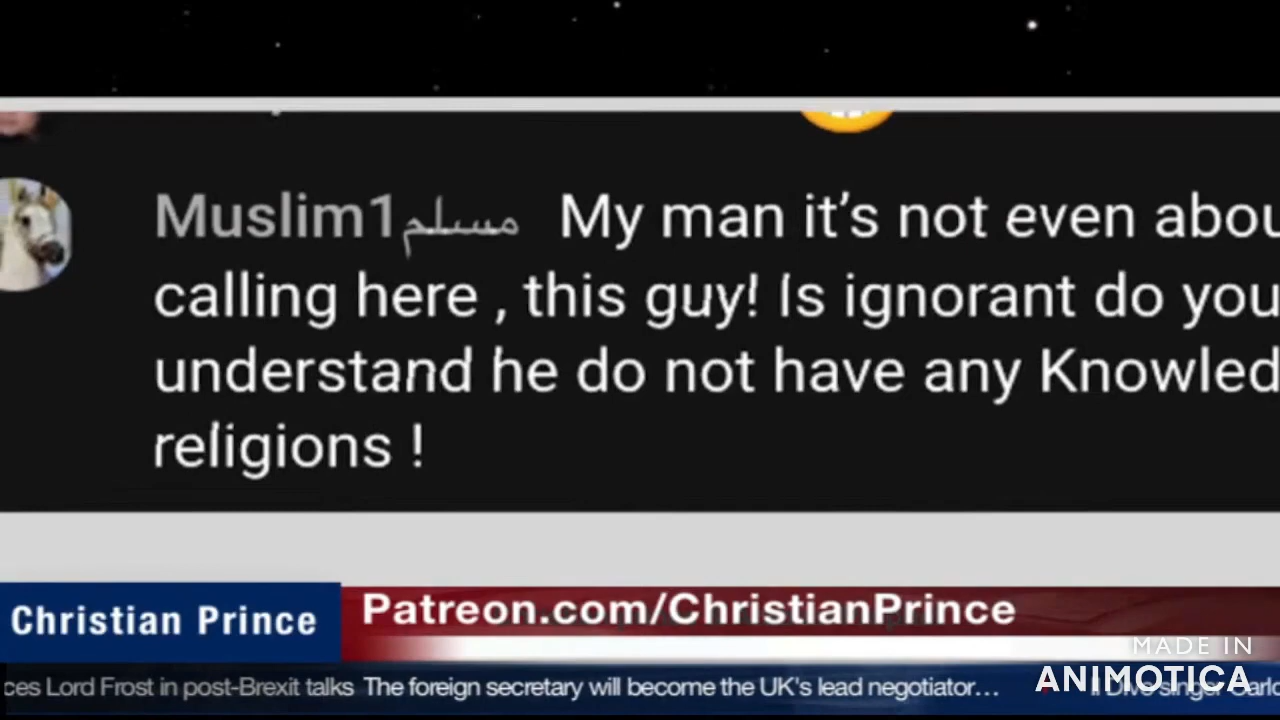 Muslim1مسلم My man it's not even abou
calling here , this guy! Is ignorant do you
understand he do not have any Knowled
religions !
Christian Prince
Patreon.com/ChristianPrince
MADE IN
ANIMOTICA
ces Lord Frost in post-Brexit talks The foreign secretary will become the UK's lead negotiator...